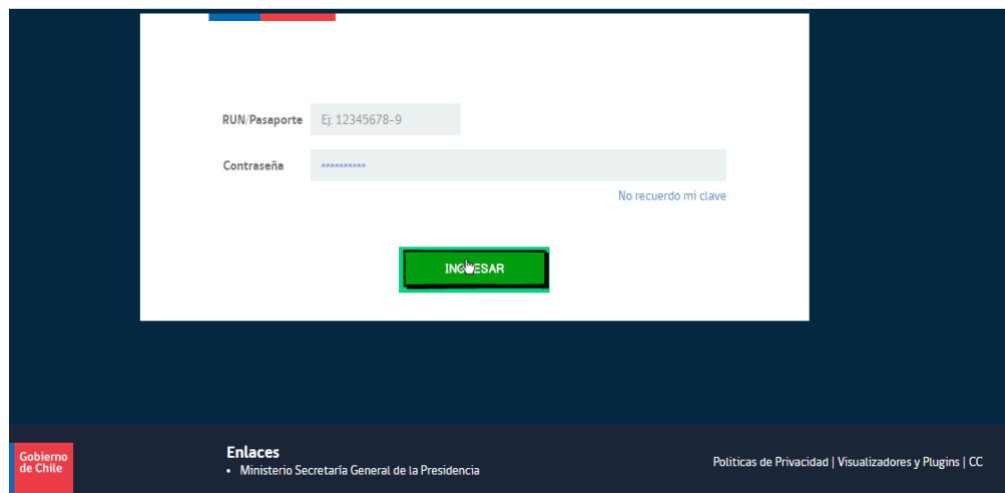 RUN/Pasaporte
Ej: 12345678-9
Contraseña
**********
No recuerdo mi clave
INGRESAR
Gobierno
de Chile
Enlaces
• Ministerio Secretaría General de la Presidencia
Políticas de Privacidad | Visualizadores y Plugins | CC